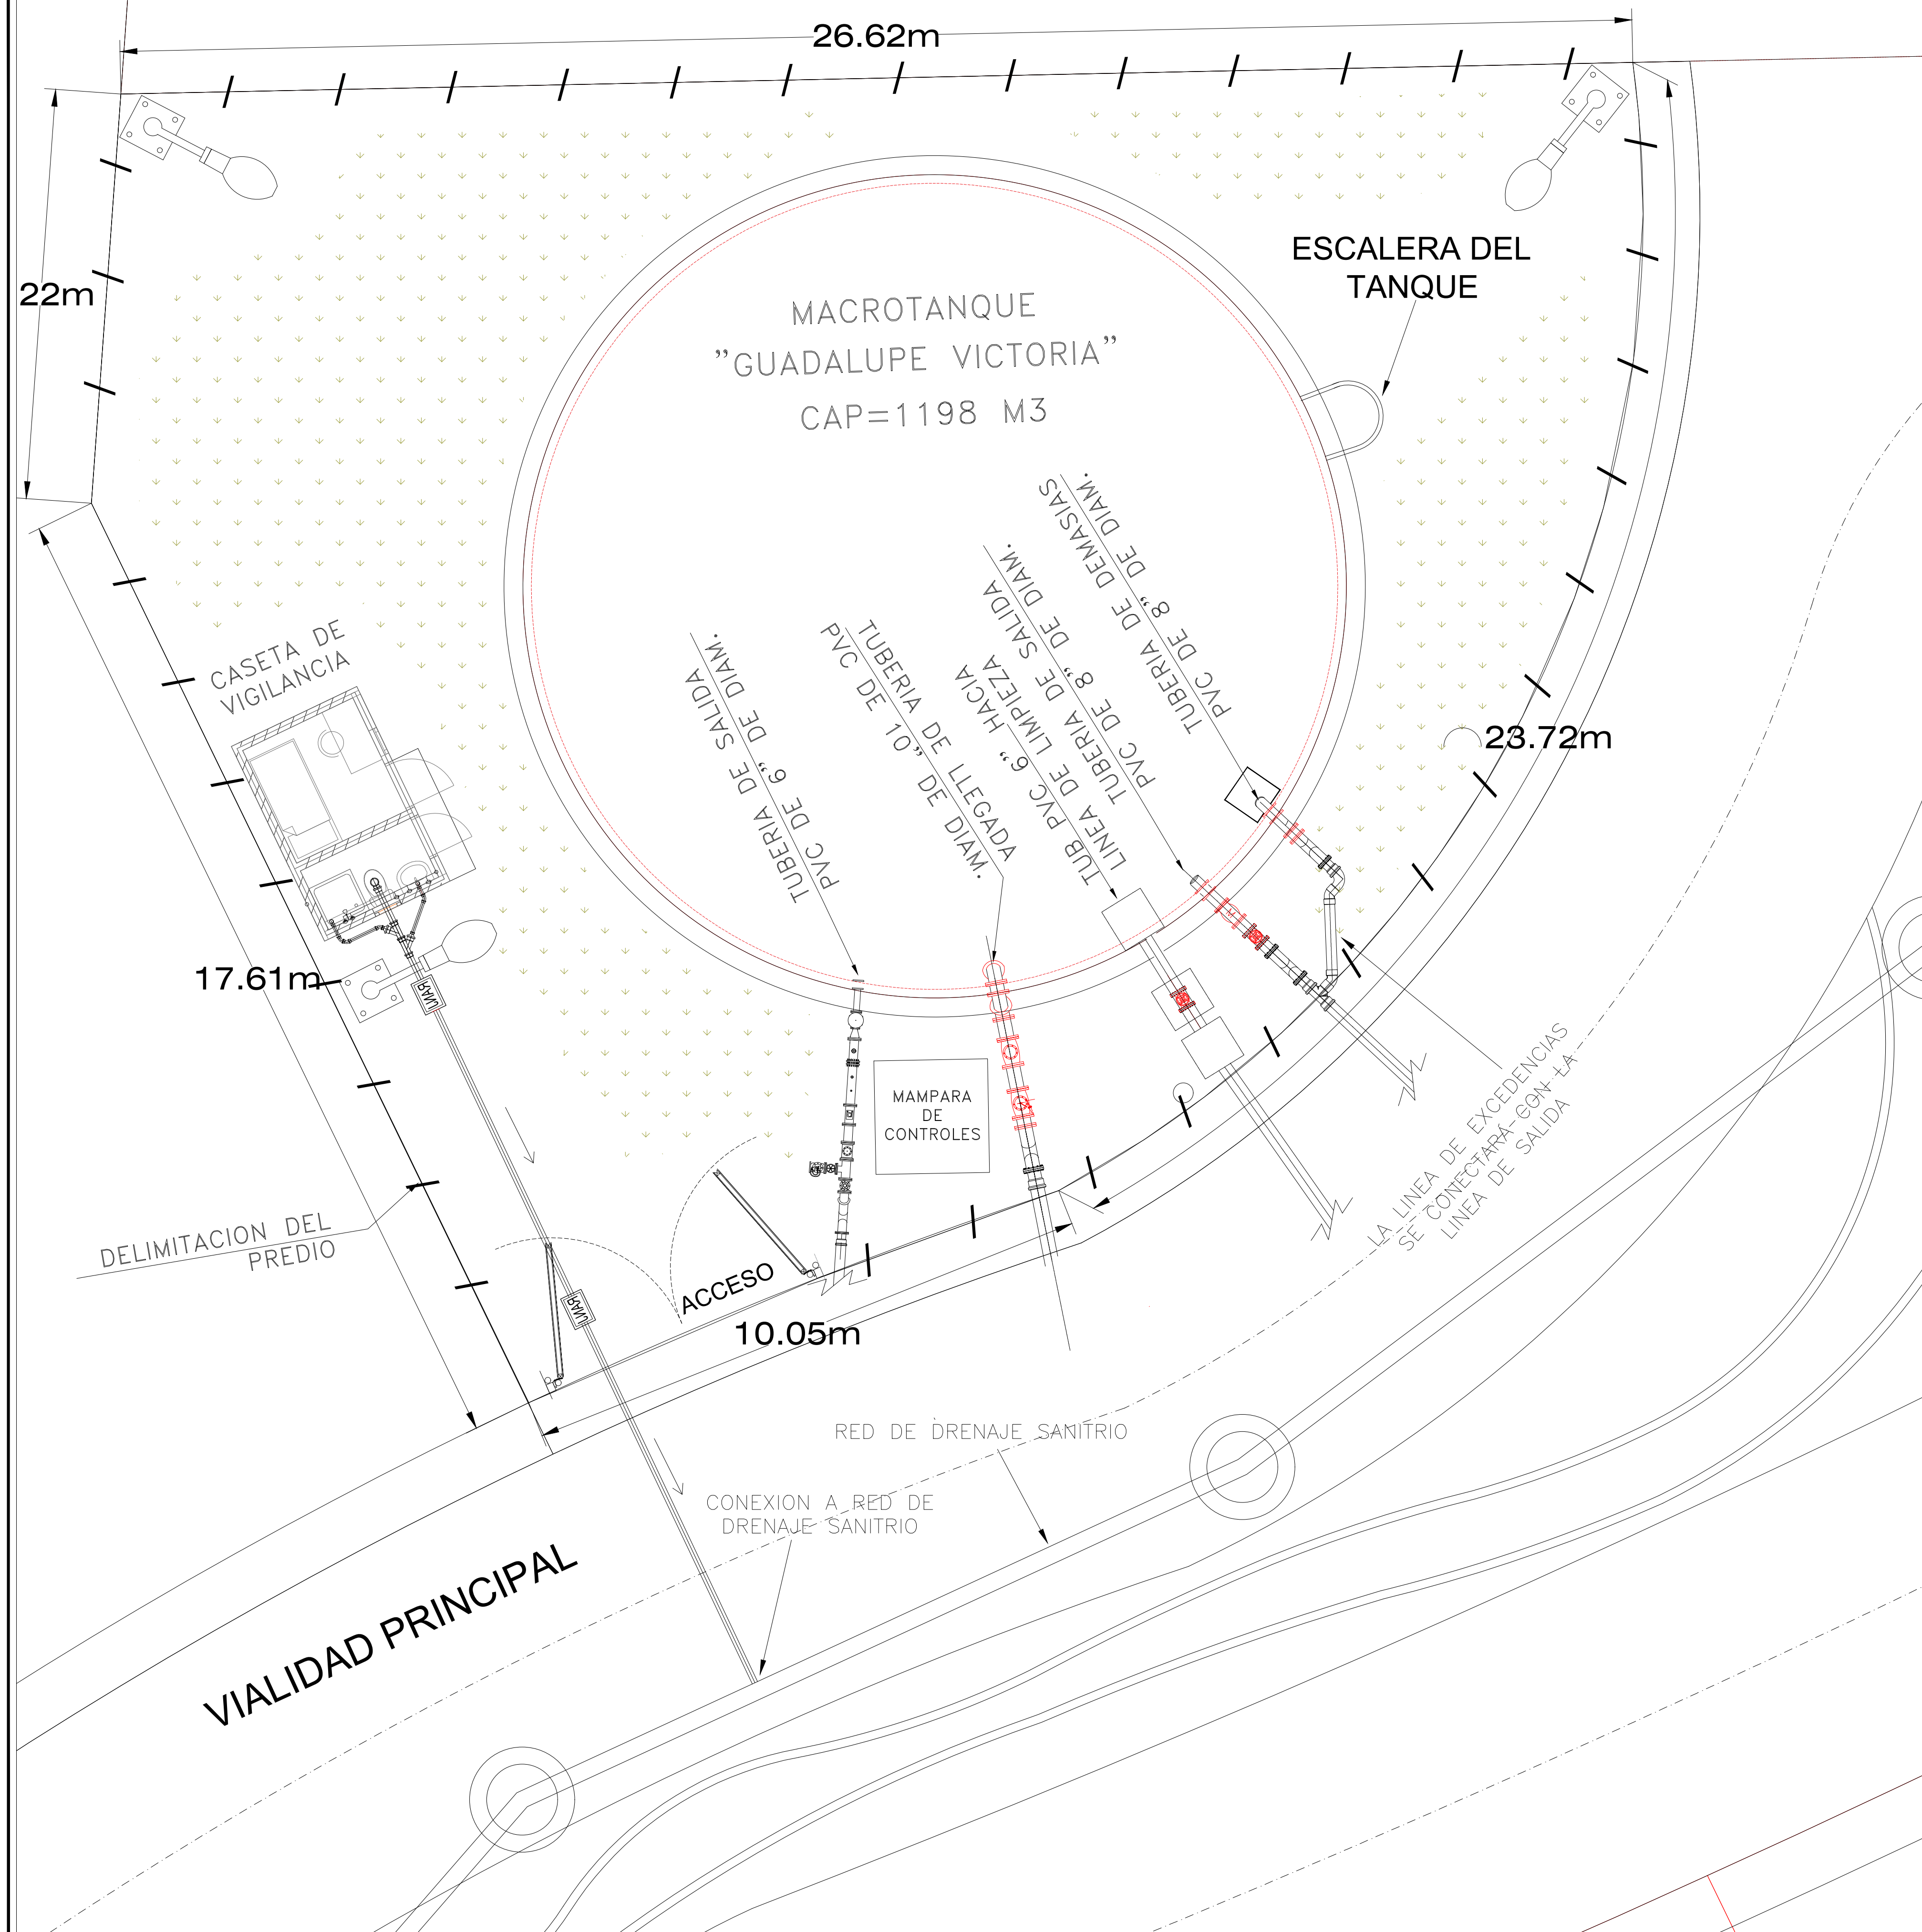 26.62m
22m
ESCALERA DEL
TANQUE
MACROTANQUE
"GUADALUPE VICTORIA"
CAP=1198 M3
TUBERIA DE DEMASIAS
PVC DE 8" DE DIAM.
TUBERIA DE SALIDA
PVC DE 8" DE DIAM.
TUB PVC 6" HACIA
LINEA DE LIMPIEZA
TUBERIA DE LLEGADA
PVC DE 10" DE DIAM.
TUBERIA DE SALIDA
PVC DE 6" DE DIAM.
CASETA DE
VIGILANCIA
23.72m
17.61m
MAMPARA
DE
CONTROLES
LA LINEA DE EXCEDENCIAS
SE CONECTARÁ CON LA
LINEA DE SALIDA
DELIMITACION DEL
PREDIO
ACCESO
10.05m
RED DE DRENAJE SANITRIO
CONEXION A RED DE
DRENAJE SANITRIO
VIALIDAD PRINCIPAL